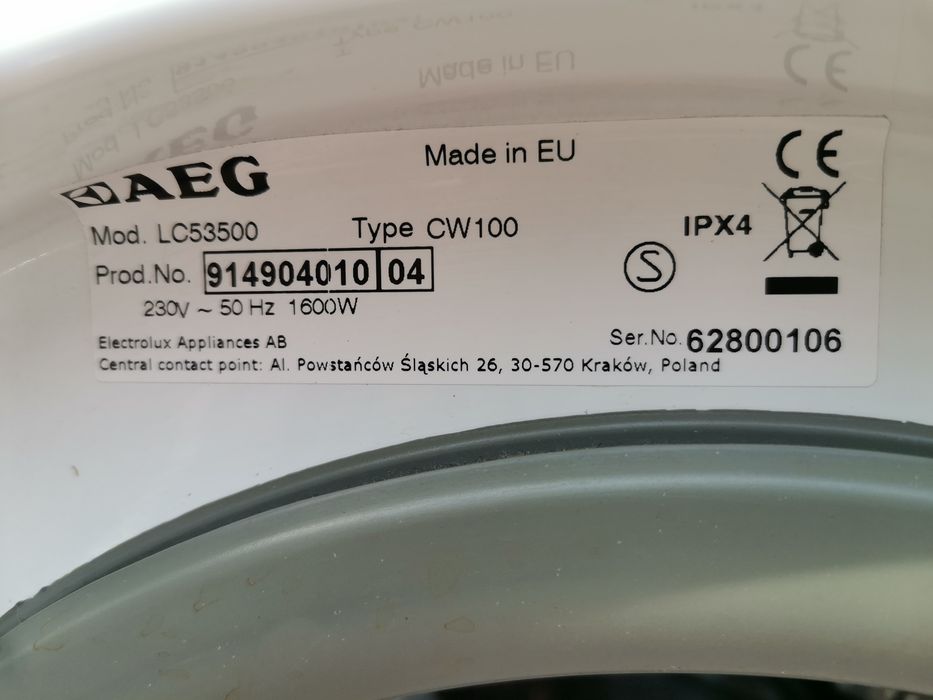 Made in EU
CE
AEG
Mod. LC53500 Type CW100
IPX4
Prod.No. 914904010 04
S
230V ~ 50 Hz 1600W
Electrolux Appliances AB
Ser.No. 62800106
Central contact point: Al. Powstańców Śląskich 26, 30-570 Kraków, Poland